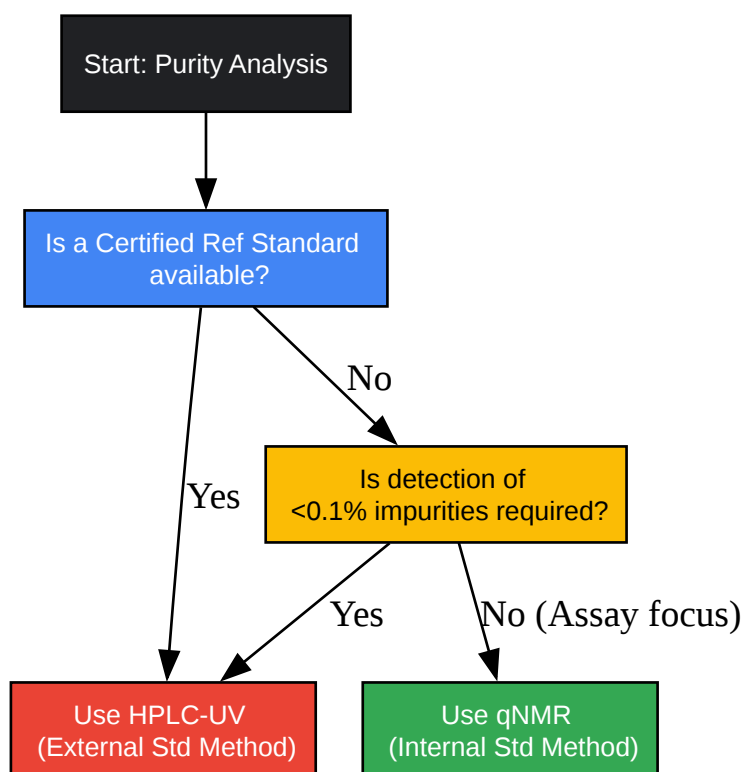 Start: Purity Analysis
Is a Certified Ref Standard
available?
No
Is detection of
<0.1% impurities required?
Yes
Yes
No (Assay focus)
Use HPLC-UV
(External Std Method)
Use qNMR
(Internal Std Method)